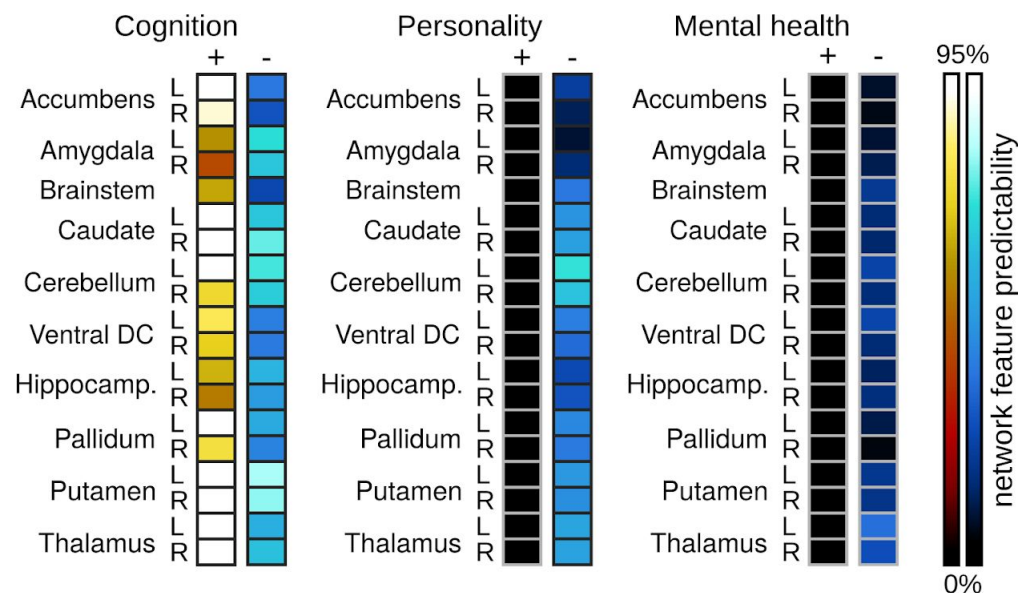 Cognition Personality Mental health
+ - + - + - 95%
Accumbens L R Accumbens L R Accumbens L R
Amygdala L R Amygdala L R Amygdala L R
Brainstem Brainstem Brainstem
Caudate L R Caudate L R Caudate L R
Cerebellum L R Cerebellum L R Cerebellum L R
Ventral DC L R Ventral DC L R Ventral DC L R
Hippocamp. L R Hippocamp. L R Hippocamp. L R
Pallidum L R Pallidum L R Pallidum L R
Putamen L R Putamen L R Putamen L R
Thalamus L R Thalamus L R Thalamus L R
network feature predictability
0%